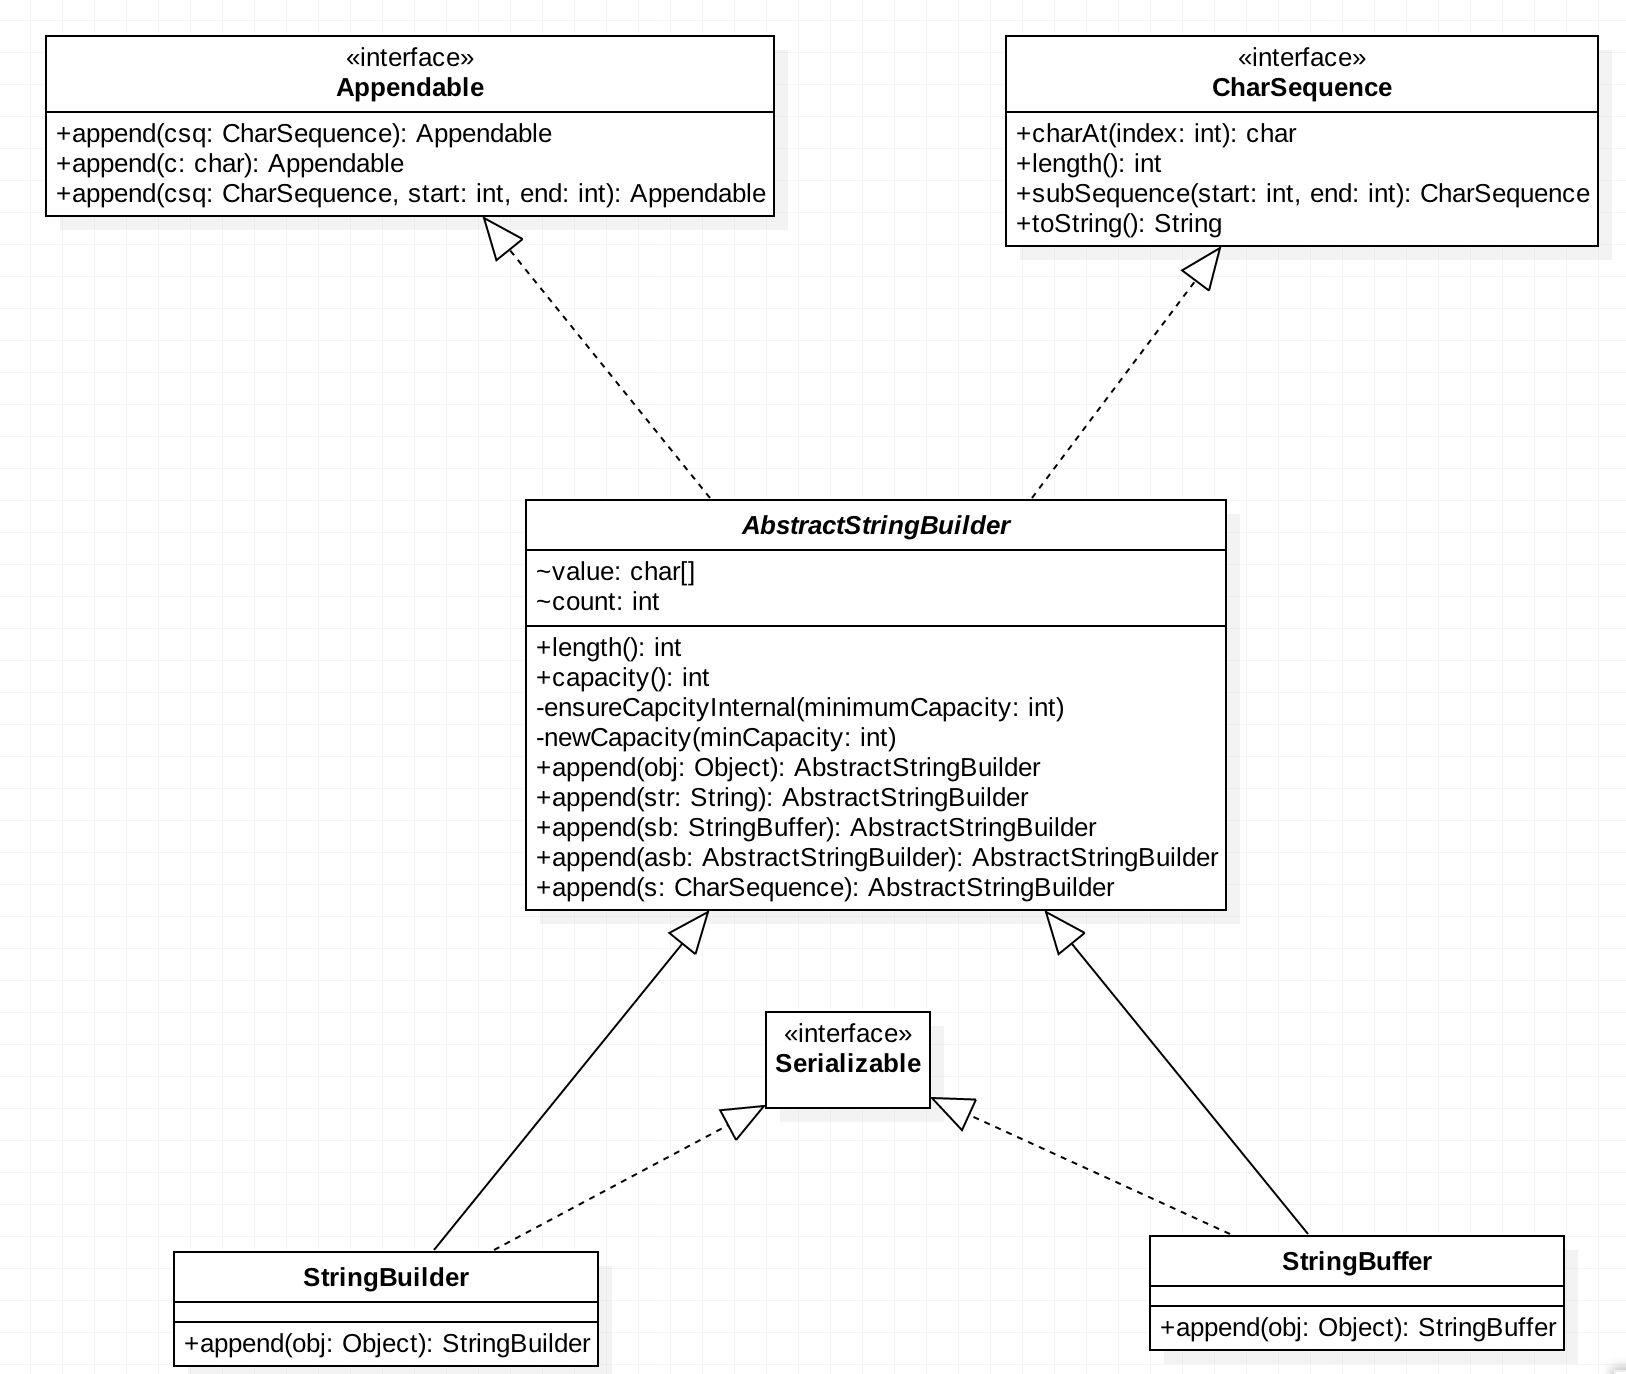 «interface»
Appendable
+append(csq: CharSequence): Appendable
+append(c: char): Appendable
+append(csq: CharSequence, start: int, end: int): Appendable
«interface»
CharSequence
+charAt(index: int): char
+length(): int
+subSequence(start: int, end: int): CharSequence
+toString(): String
AbstractStringBuilder
~value: char[]
~count: int
+length(): int
+capacity(): int
-ensureCapcityInternal(minimumCapacity: int)
-newCapacity(minCapacity: int)
+append(obj: Object): AbstractStringBuilder
+append(str: String): AbstractStringBuilder
+append(sb: StringBuffer): AbstractStringBuilder
+append(asb: AbstractStringBuilder): AbstractStringBuilder
+append(s: CharSequence): AbstractStringBuilder
«interface»
Serializable
StringBuilder
+append(obj: Object): StringBuilder
StringBuffer
+append(obj: Object): StringBuffer